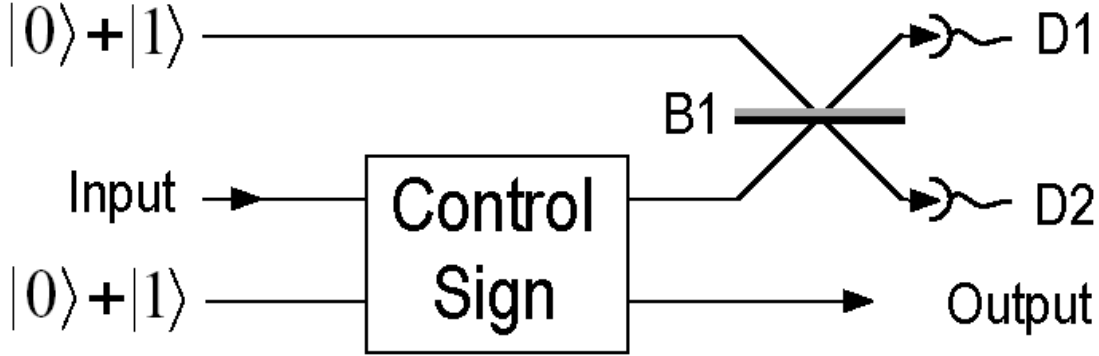 |0⟩+|1⟩
D1
B1
Input
Control
Sign
D2
|0⟩+|1⟩
Output